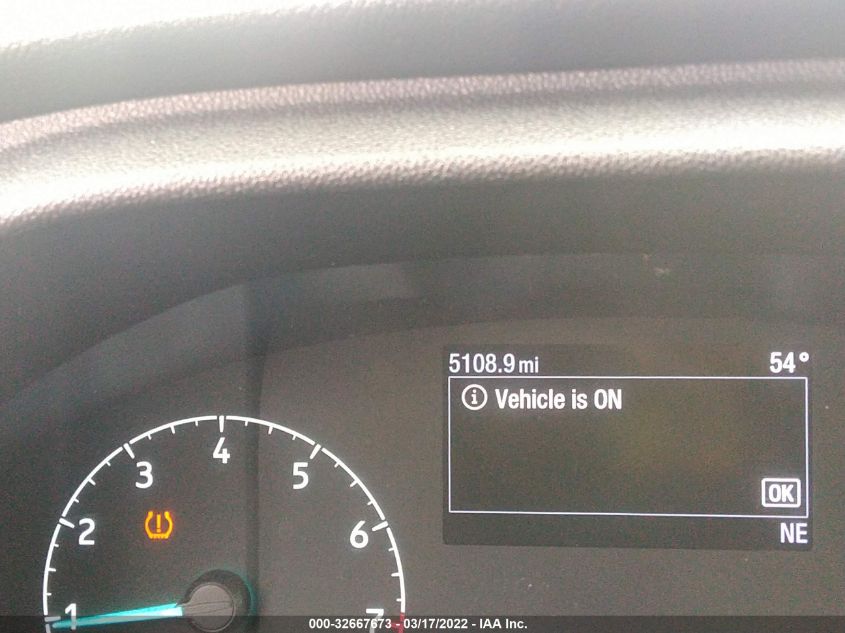 5108.9 mi 54°
i Vehicle is ON
OK
NE
4
3 5
2 ! 6
1 7
000-32667673 - 03/17/2022 - IAA Inc.